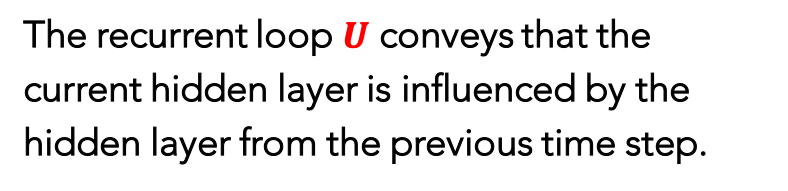 The recurrent loop U conveys that the
current hidden layer is influenced by the
hidden layer from the previous time step.